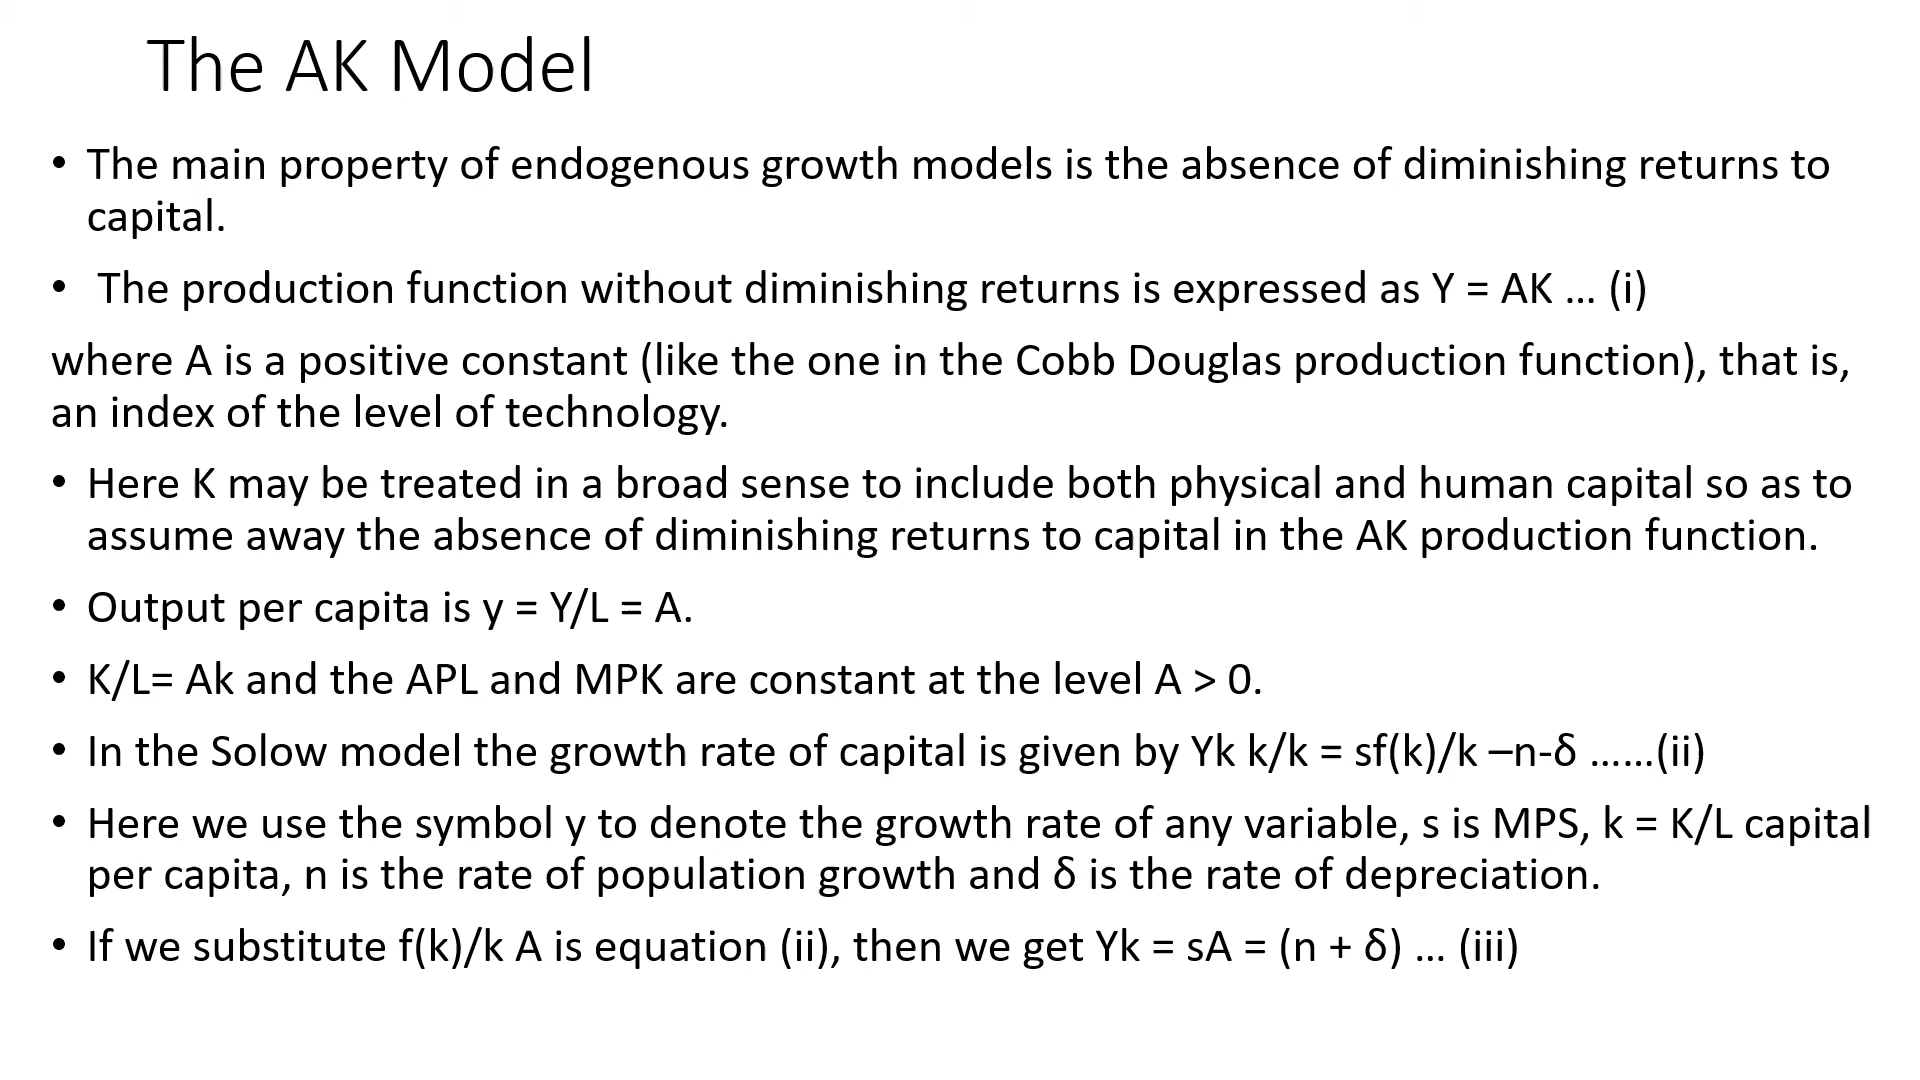 The AK Model
• The main property of endogenous growth models is the absence of diminishing returns to
capital.
• The production function without diminishing returns is expressed as Y = AK … (i)
where A is a positive constant (like the one in the Cobb Douglas production function), that is,
an index of the level of technology.
• Here K may be treated in a broad sense to include both physical and human capital so as to
assume away the absence of diminishing returns to capital in the AK production function.
• Output per capita is y = Y/L = A.
• K/L= Ak and the APL and MPK are constant at the level A > 0.
• In the Solow model the growth rate of capital is given by Yk k/k = sf(k)/k –n-δ ……(ii)
• Here we use the symbol y to denote the growth rate of any variable, s is MPS, k = K/L capital
per capita, n is the rate of population growth and δ is the rate of depreciation.
• If we substitute f(k)/k A is equation (ii), then we get Yk = sA = (n + δ) … (iii)